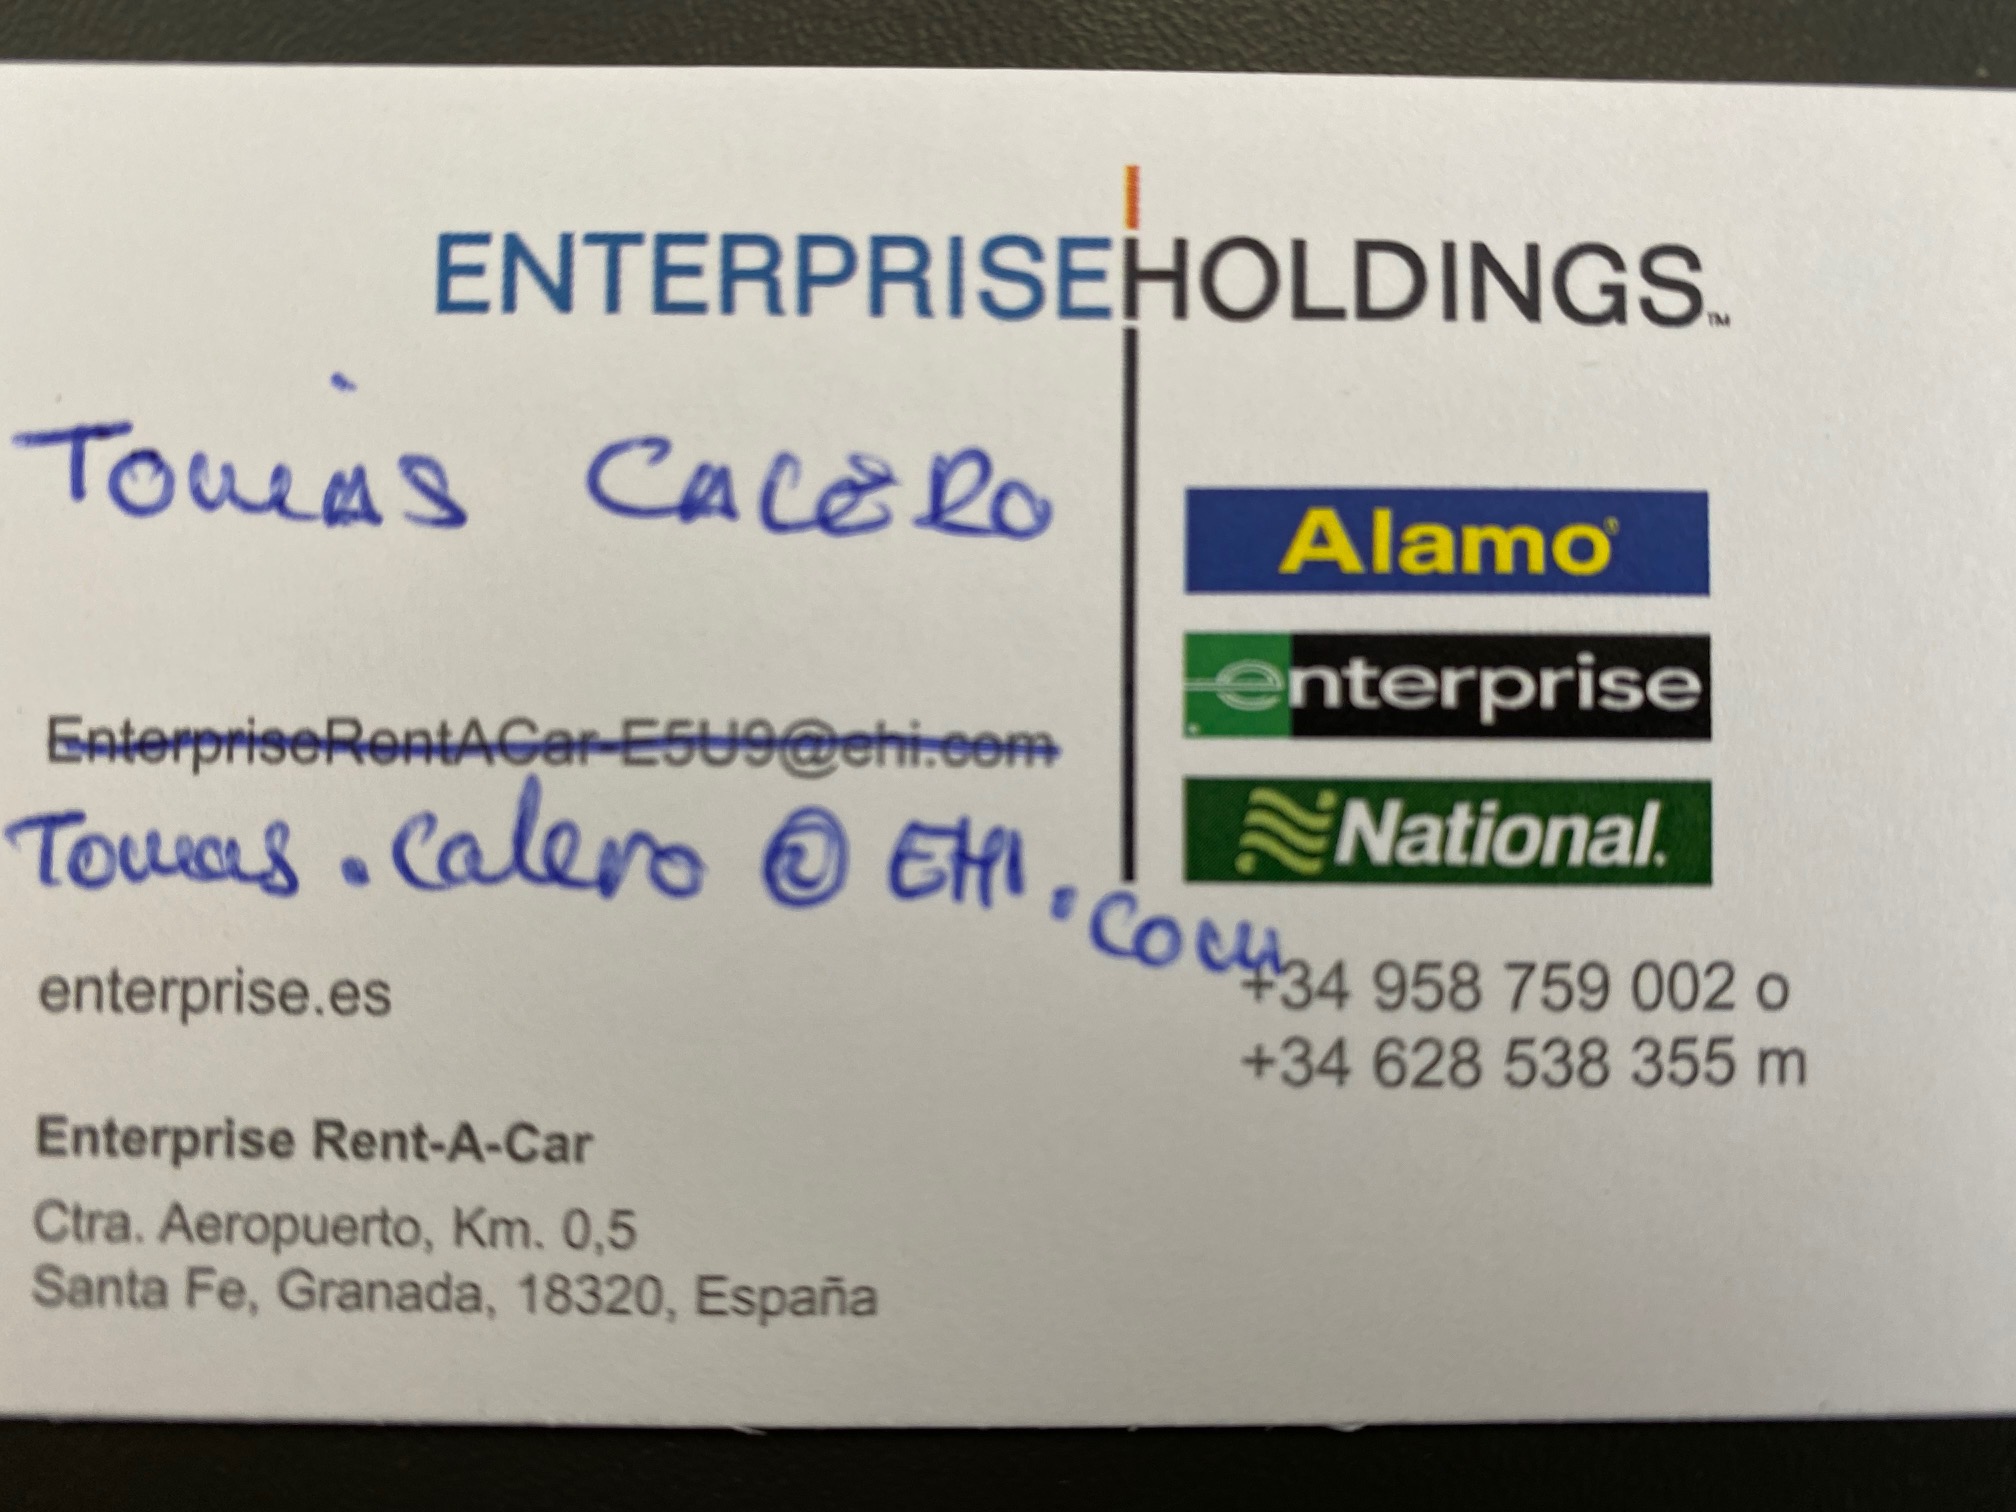 ENTERPRISEHOLDINGS™
Tomás Calero
Alamo®
EnterpriseRentACar-E5U9@ehi.com
enterprise
Tomas.Calero@EHI.com
National.
enterprise.es
+34 958 759 002 o
+34 628 538 355 m
Enterprise Rent-A-Car
Ctra. Aeropuerto, Km. 0,5
Santa Fe, Granada, 18320, España